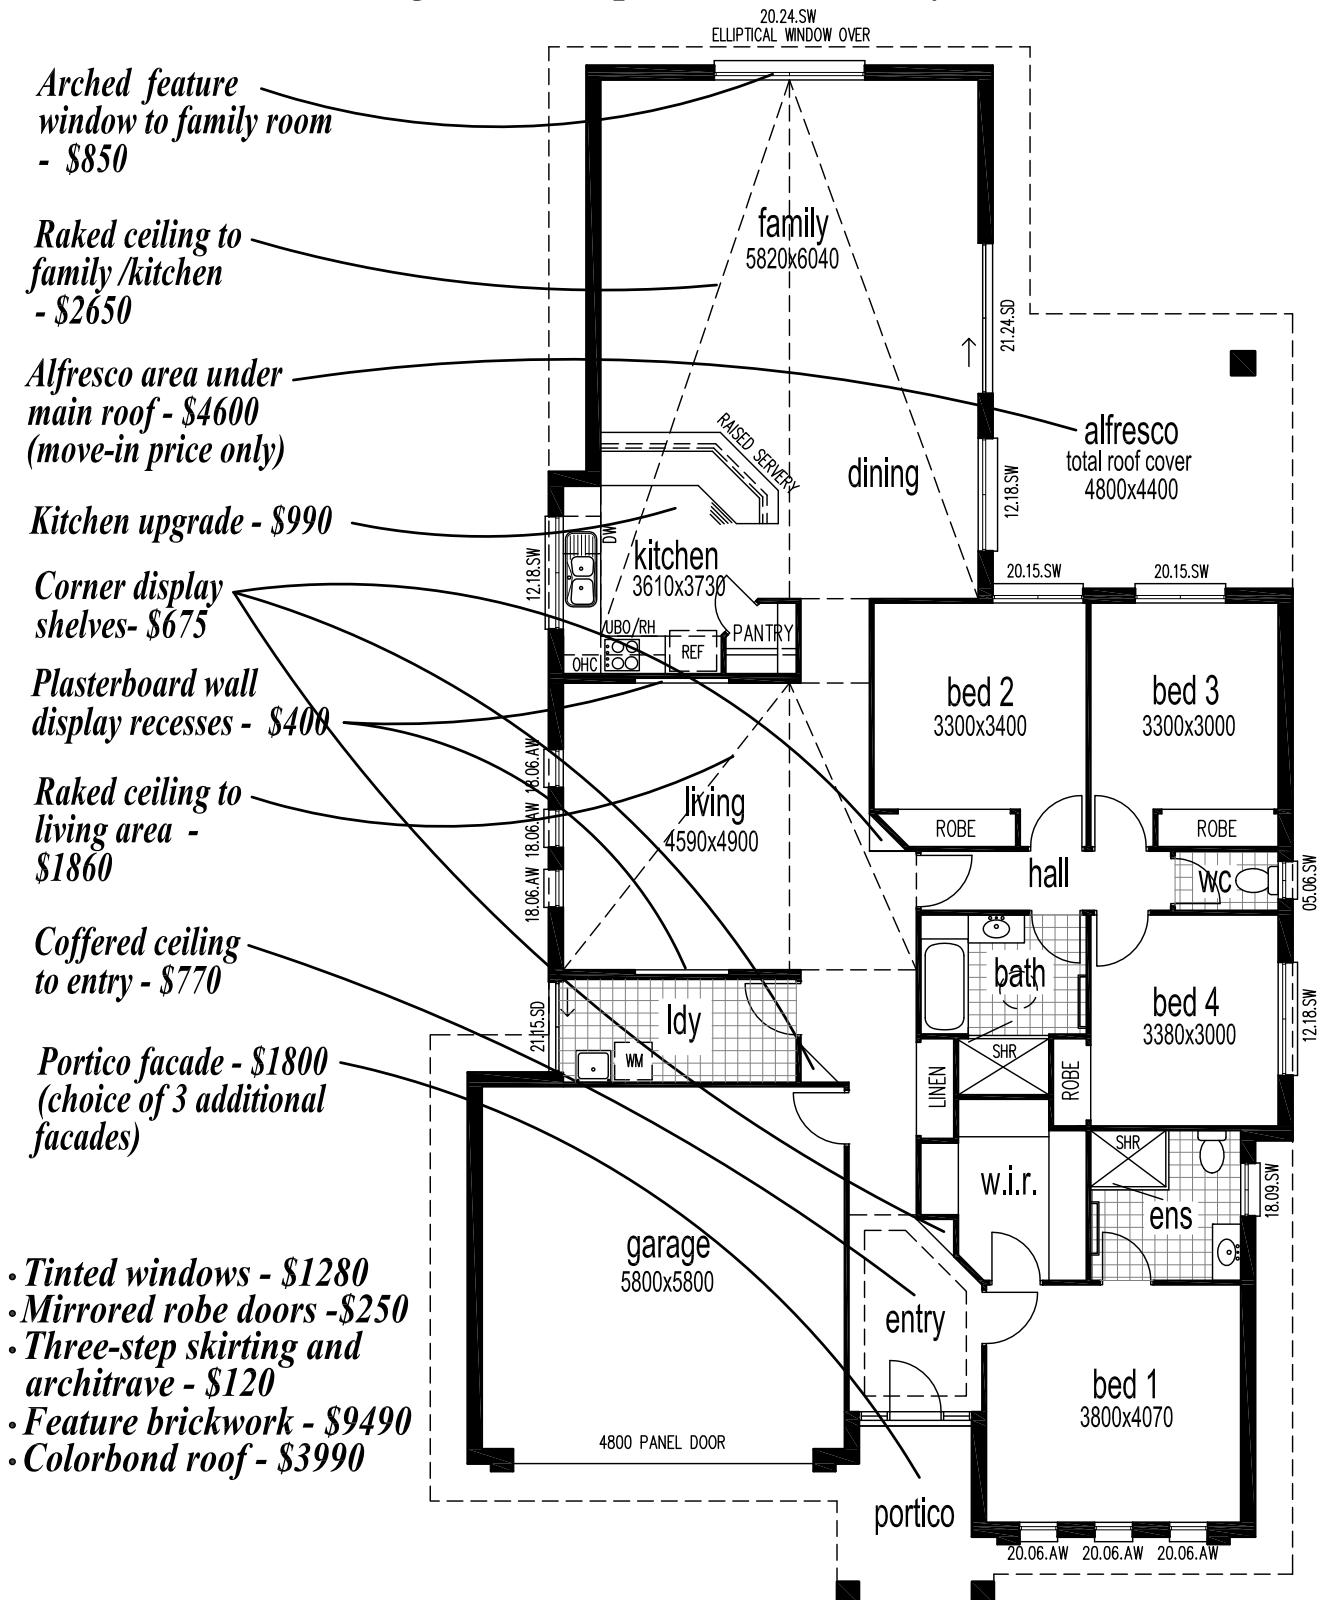 20.24.SW
ELLIPTICAL WINDOW OVER
Arched feature
window to family room
- $850
Raked ceiling to
family /kitchen
- $2650
Alfresco area under
main roof - $4600
(move-in price only)
Kitchen upgrade - $990
Corner display
shelves- $675
Plasterboard wall
display recesses - $400
Raked ceiling to
living area -
$1860
Coffered ceiling
to entry - $770
Portico facade - $1800
(choice of 3 additional
facades)
• Tinted windows - $1280
• Mirrored robe doors -$250
• Three-step skirting and
architrave - $120
• Feature brickwork - $9490
• Colorbond roof - $3990
family
5820x6040
21.24.SD
alfresco
total roof cover
4800x4400
RAISED SERVERY
dining
12.18.SW
DW
kitchen
3610x3730
12.18.SW
20.15.SW
20.15.SW
UBO/RH
OHC
REF
PANTRY
bed 2
3300x3400
bed 3
3300x3000
18.06.AW
18.06.AW
18.06.AW
living
4590x4900
ROBE
ROBE
hall
wc
05.06.SW
bath
bed 4
3380x3000
12.18.SW
21.15.SD
ldy
WM
SHR
LINEN
ROBE
w.i.r.
SHR
ens
18.09.SW
garage
5800x5800
entry
bed 1
3800x4070
4800 PANEL DOOR
portico
20.06.AW
20.06.AW
20.06.AW